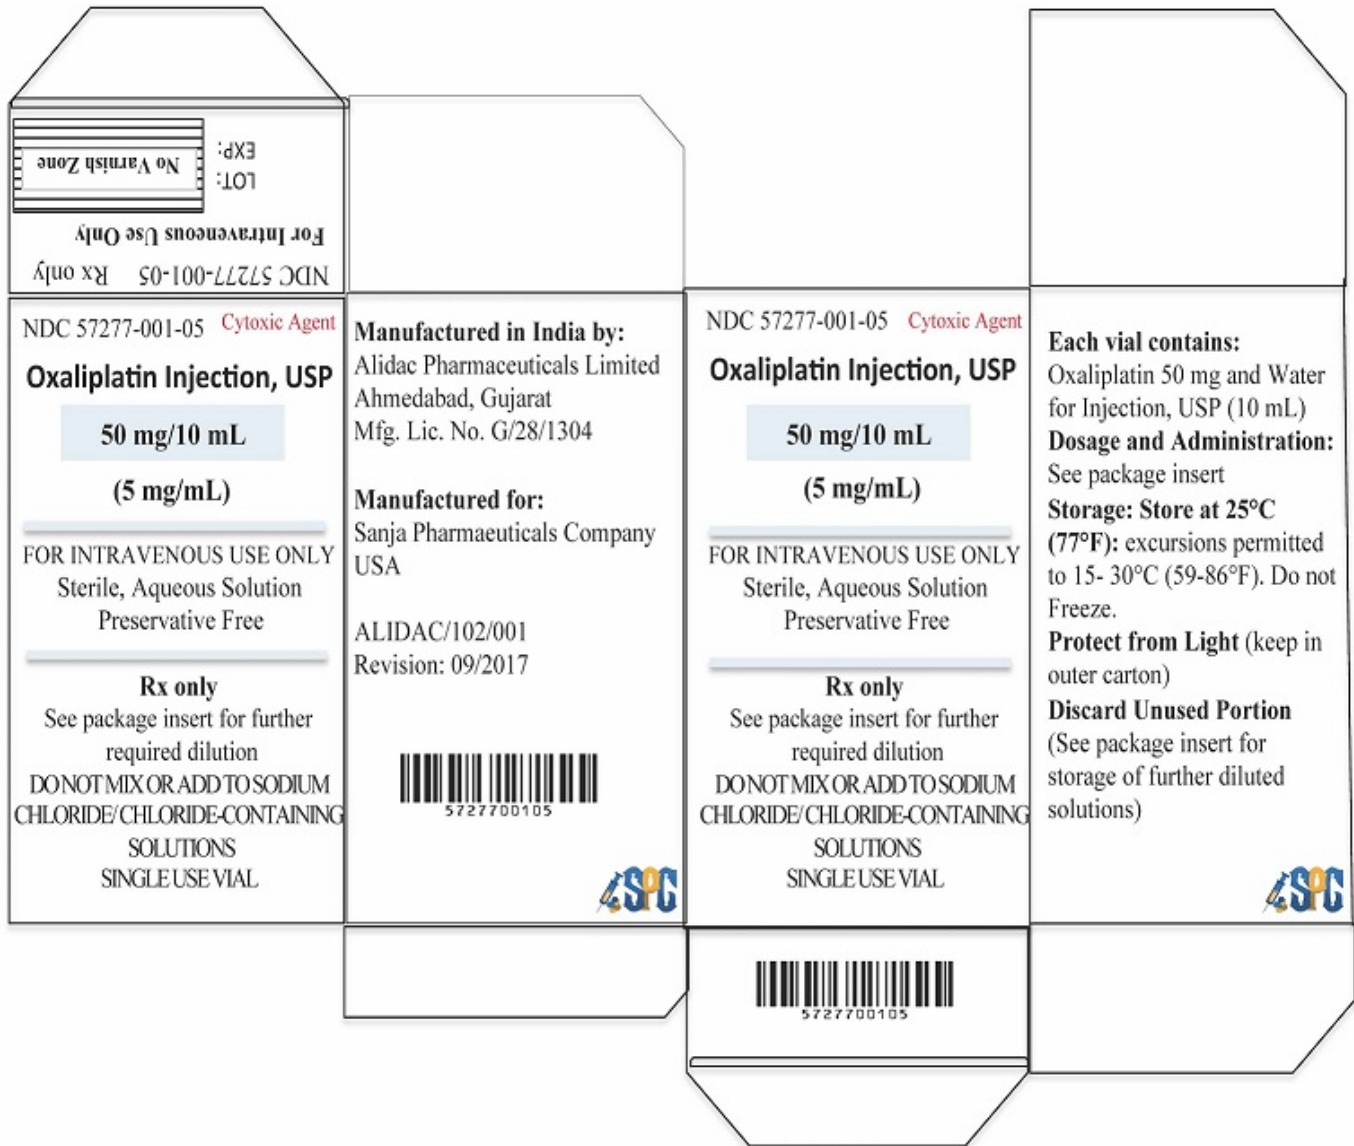 NDC 57277-001-05 Rx only
For Intraveneous Use Only
LOT:
EXP:
No Varnish Zone
NDC 57277-001-05 Cytoxic Agent
Oxaliplatin Injection, USP
50 mg/10 mL
(5 mg/mL)
FOR INTRAVENOUS USE ONLY
Sterile, Aqueous Solution
Preservative Free
Rx only
See package insert for further
required dilution
DO NOT MIX OR ADD TO SODIUM
CHLORIDE/ CHLORIDE-CONTAINING
SOLUTIONS
SINGLE USE VIAL
Manufactured in India by:
Alidac Pharmaceuticals Limited
Ahmedabad, Gujarat
Mfg. Lic. No. G/28/1304
Manufactured for:
Sanja Pharmaeuticals Company
USA
ALIDAC/102/001
Revision: 09/2017
5727700105
SPC
NDC 57277-001-05 Cytoxic Agent
Oxaliplatin Injection, USP
50 mg/10 mL
(5 mg/mL)
FOR INTRAVENOUS USE ONLY
Sterile, Aqueous Solution
Preservative Free
Rx only
See package insert for further
required dilution
DO NOT MIX OR ADD TO SODIUM
CHLORIDE/ CHLORIDE-CONTAINING
SOLUTIONS
SINGLE USE VIAL
5727700105
Each vial contains:
Oxaliplatin 50 mg and Water
for Injection, USP (10 mL)
Dosage and Administration:
See package insert
Storage: Store at 25°C
(77°F): excursions permitted
to 15- 30°C (59-86°F). Do not
Freeze.
Protect from Light (keep in
outer carton)
Discard Unused Portion
(See package insert for
storage of further diluted
solutions)
SPC